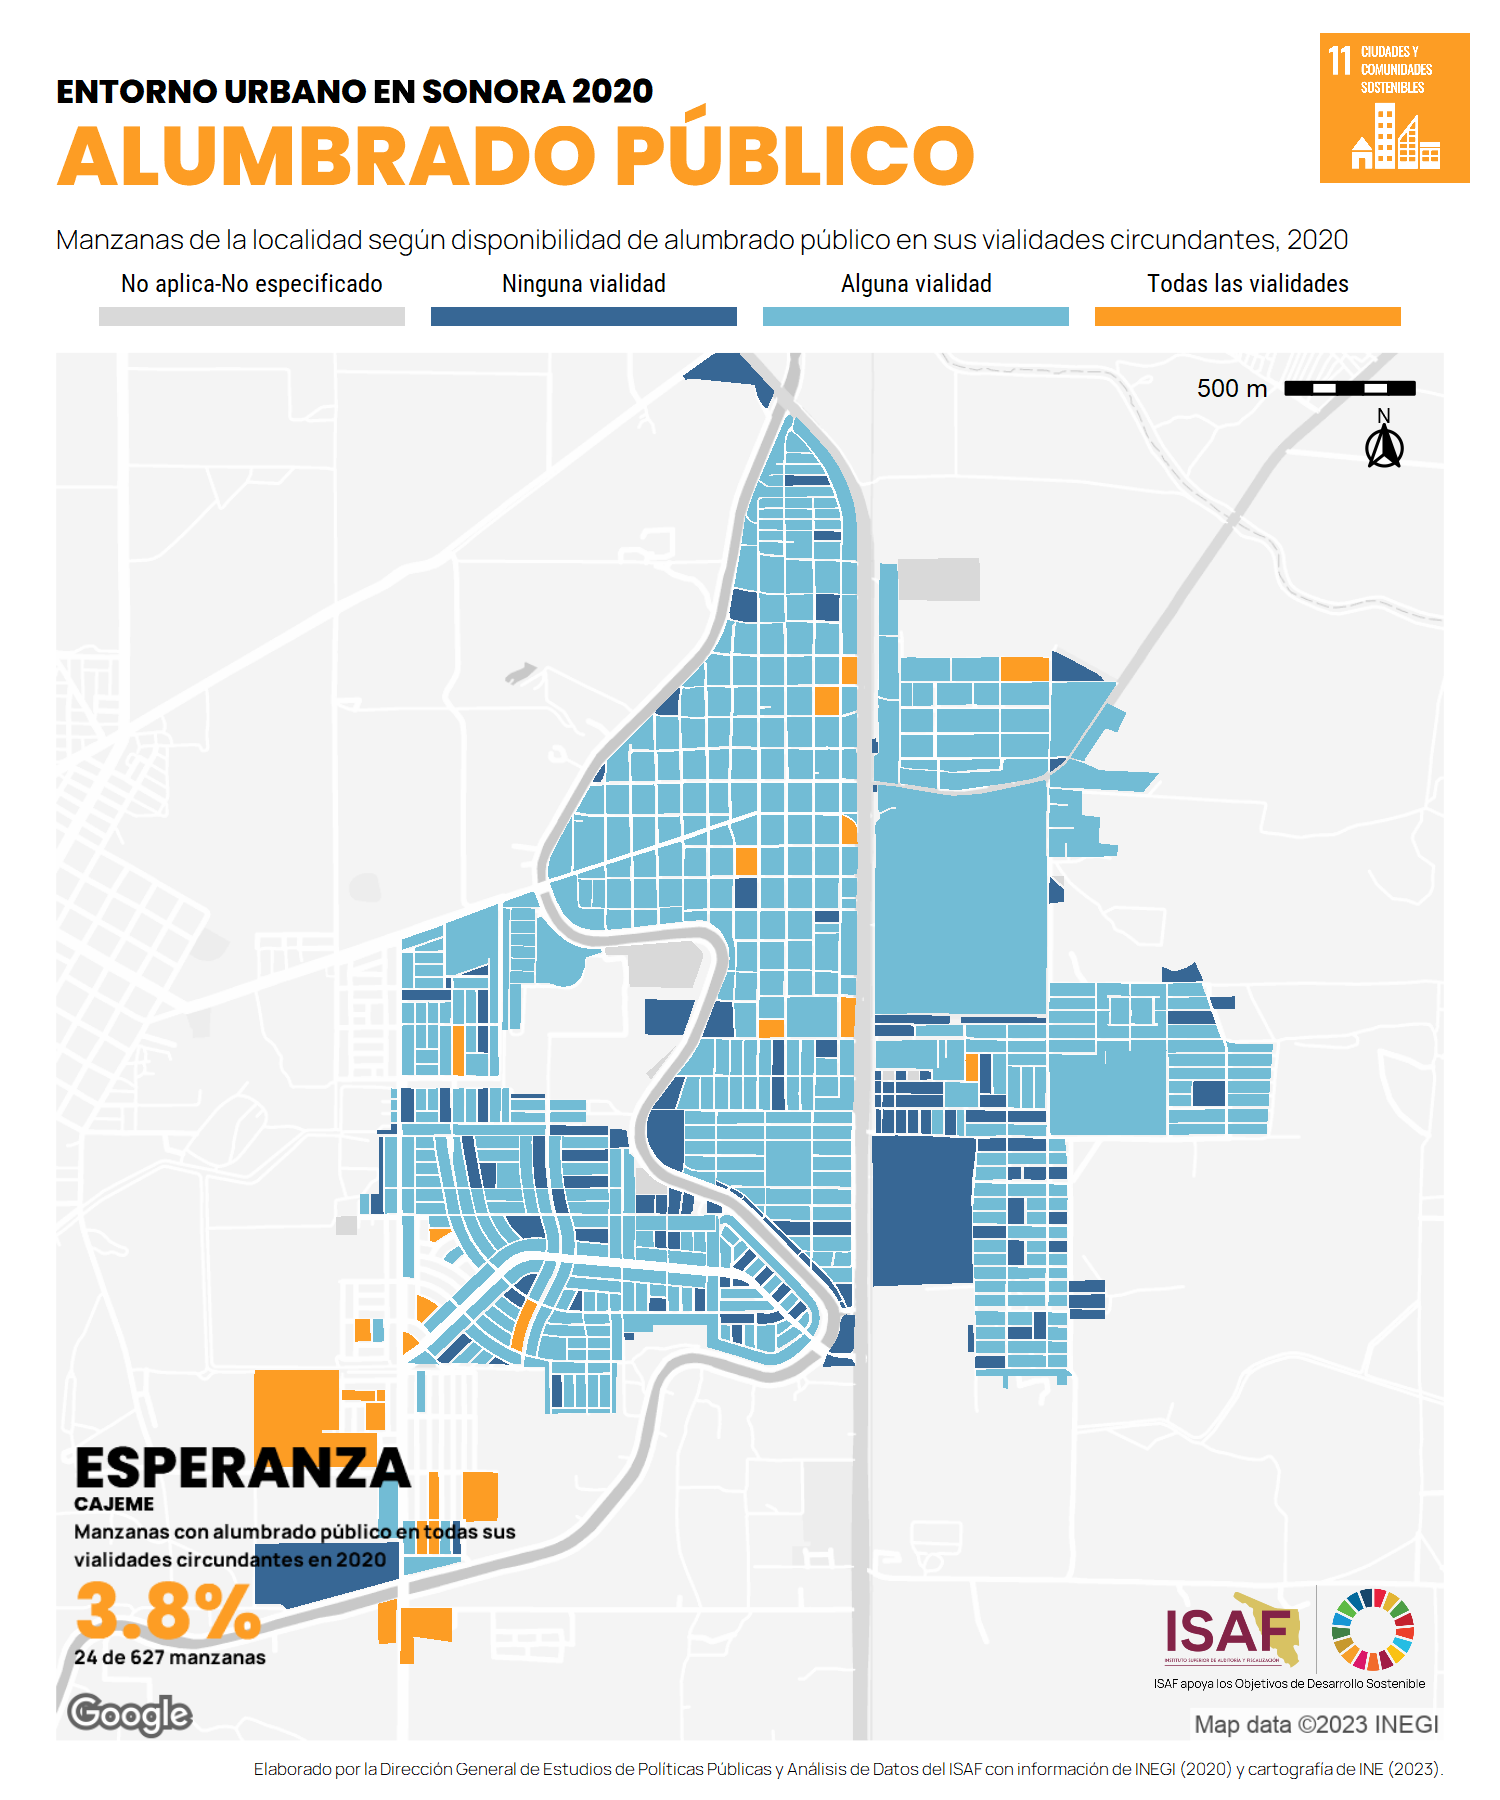 ENTORNO URBANO EN SONORA 2020
ALUMBRADO PÚBLICO
11 CIUDADES Y
COMUNIDADES
SOSTENIBLES
Manzanas de la localidad según disponibilidad de alumbrado público en sus vialidades circundantes, 2020
No aplica-No especificado
Ninguna vialidad
Alguna vialidad
Todas las vialidades
500 m
N
ESPERANZA
CAJEME
Manzanas con alumbrado público en todas sus
vialidades circundantes en 2020
3.8%
24 de 627 manzanas
Google
ISAF
INSTITUTO SUPERIOR DE AUDITORÍA Y FISCALIZACIÓN
ISAF apoya los Objetivos de Desarrollo Sostenible
Map data ©2023 INEGI
Elaborado por la Dirección General de Estudios de Políticas Públicas y Análisis de Datos del ISAF con información de INEGI (2020) y cartografía de INE (2023).